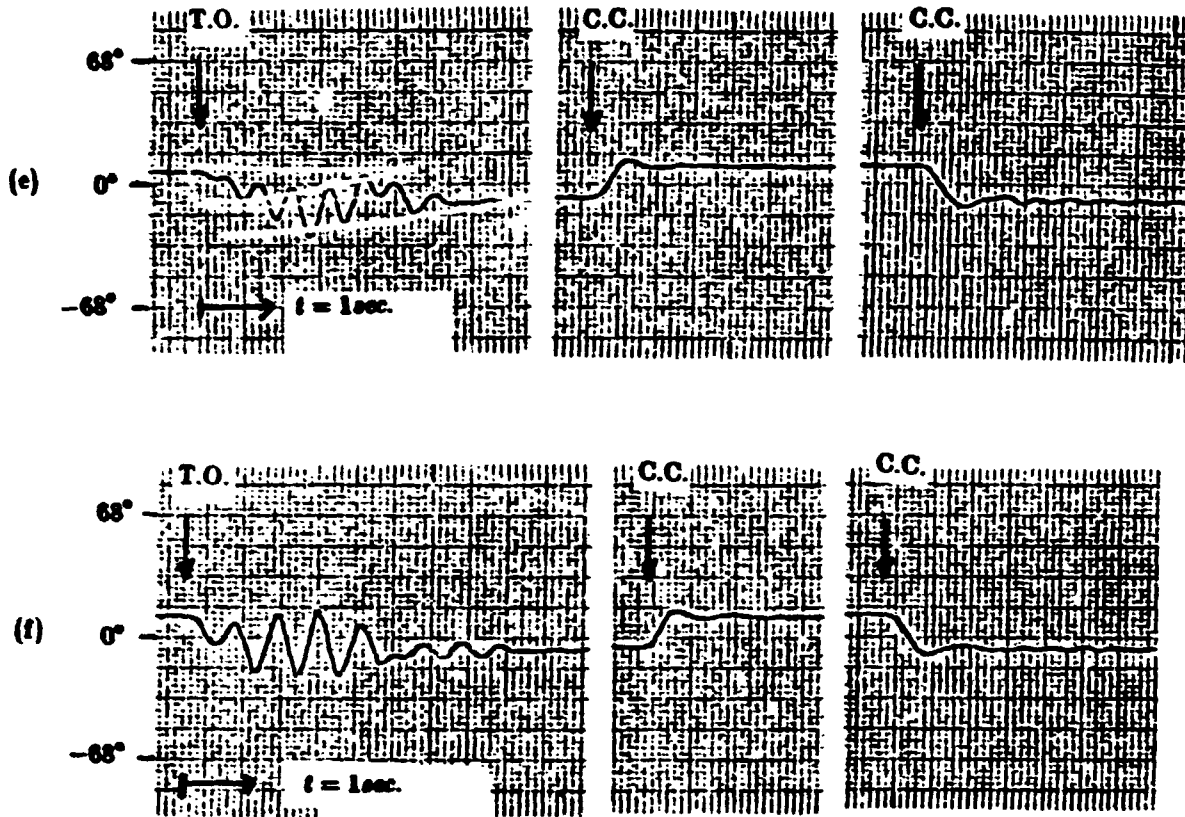 T.O. C.C. C.C.
68°
(e) 0°
-68°
t = 1sec.
T.O. C.C. C.C.
68°
(f) 0°
-68°
t = 1sec.